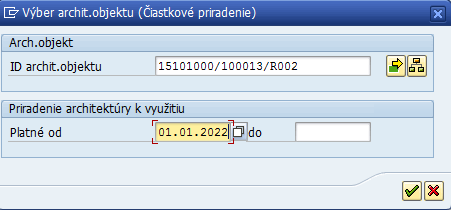 Výber archit.objektu (Čiastkové priradenie)
Arch.objekt
ID archit.objektu 15101000/100013/R002
Priradenie architektúry k využitiu
Platné od 01.01.2022 do